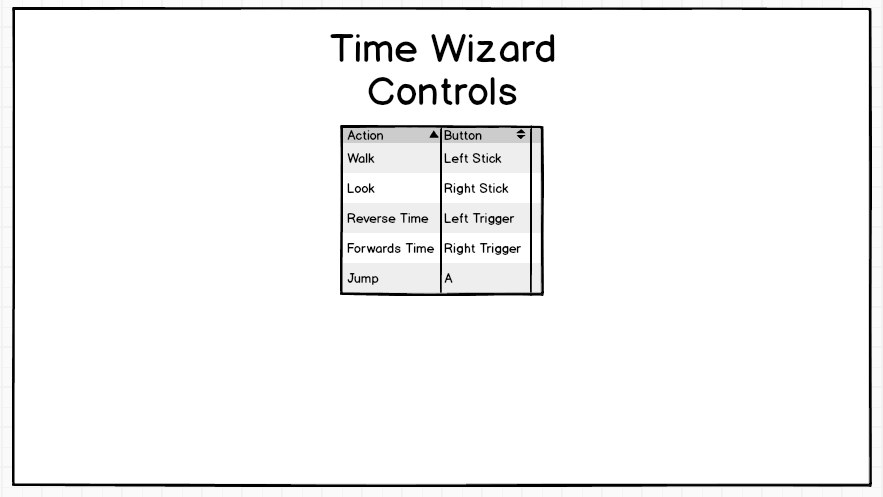 Time Wizard
Controls
Action Button
Walk Left Stick
Look Right Stick
Reverse Time Left Trigger
Forwards Time Right Trigger
Jump A